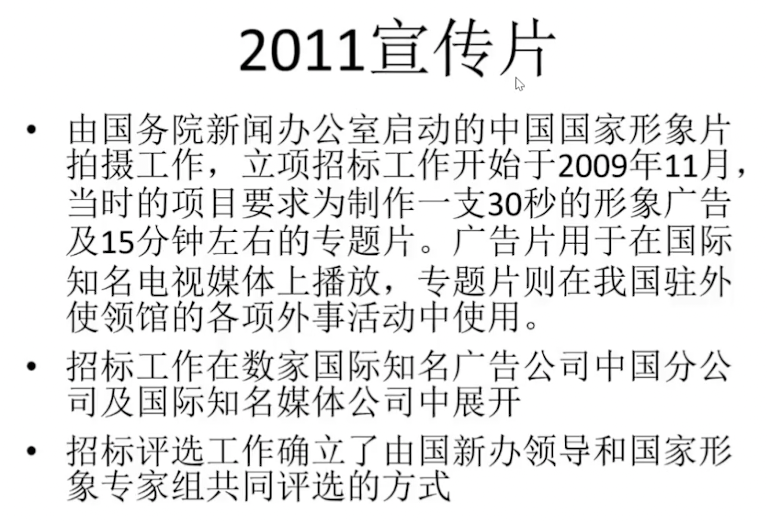 2011宣传片
• 由国务院新闻办公室启动的中国国家形象片
拍摄工作，立项招标工作开始于2009年11月，
当时的项目要求为制作一支30秒的形象广告
及15分钟左右的专题片。广告片用于在国际
知名电视媒体上播放，专题片则在我国驻外
使领馆的各项外事活动中使用。
• 招标工作在数家国际知名广告公司中国分公
司及国际知名媒体公司中展开
• 招标评选工作确立了由国新办领导和国家形
象专家组共同评选的方式